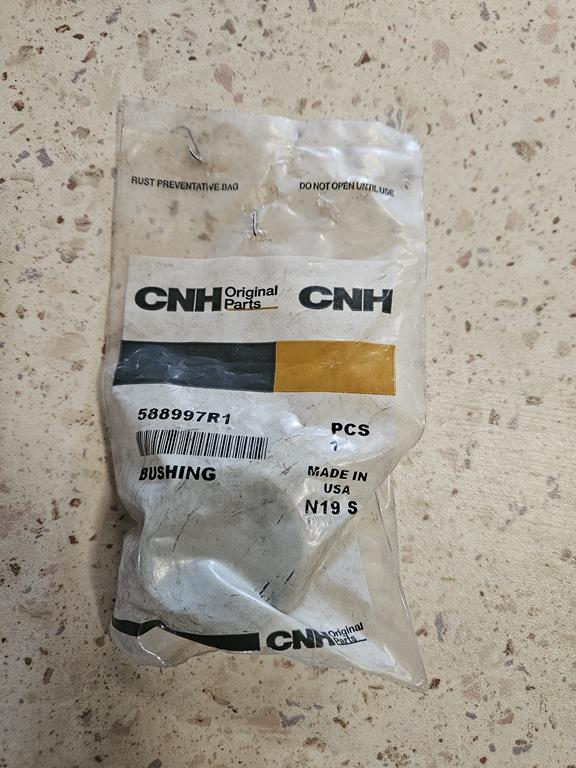 RUST PREVENTATIVE BAG
DO NOT OPEN UNTIL USE
CNH Original Parts
CNH
588997R1
PCS
1
BUSHING
MADE IN
USA
N19 S
CNH Original Parts